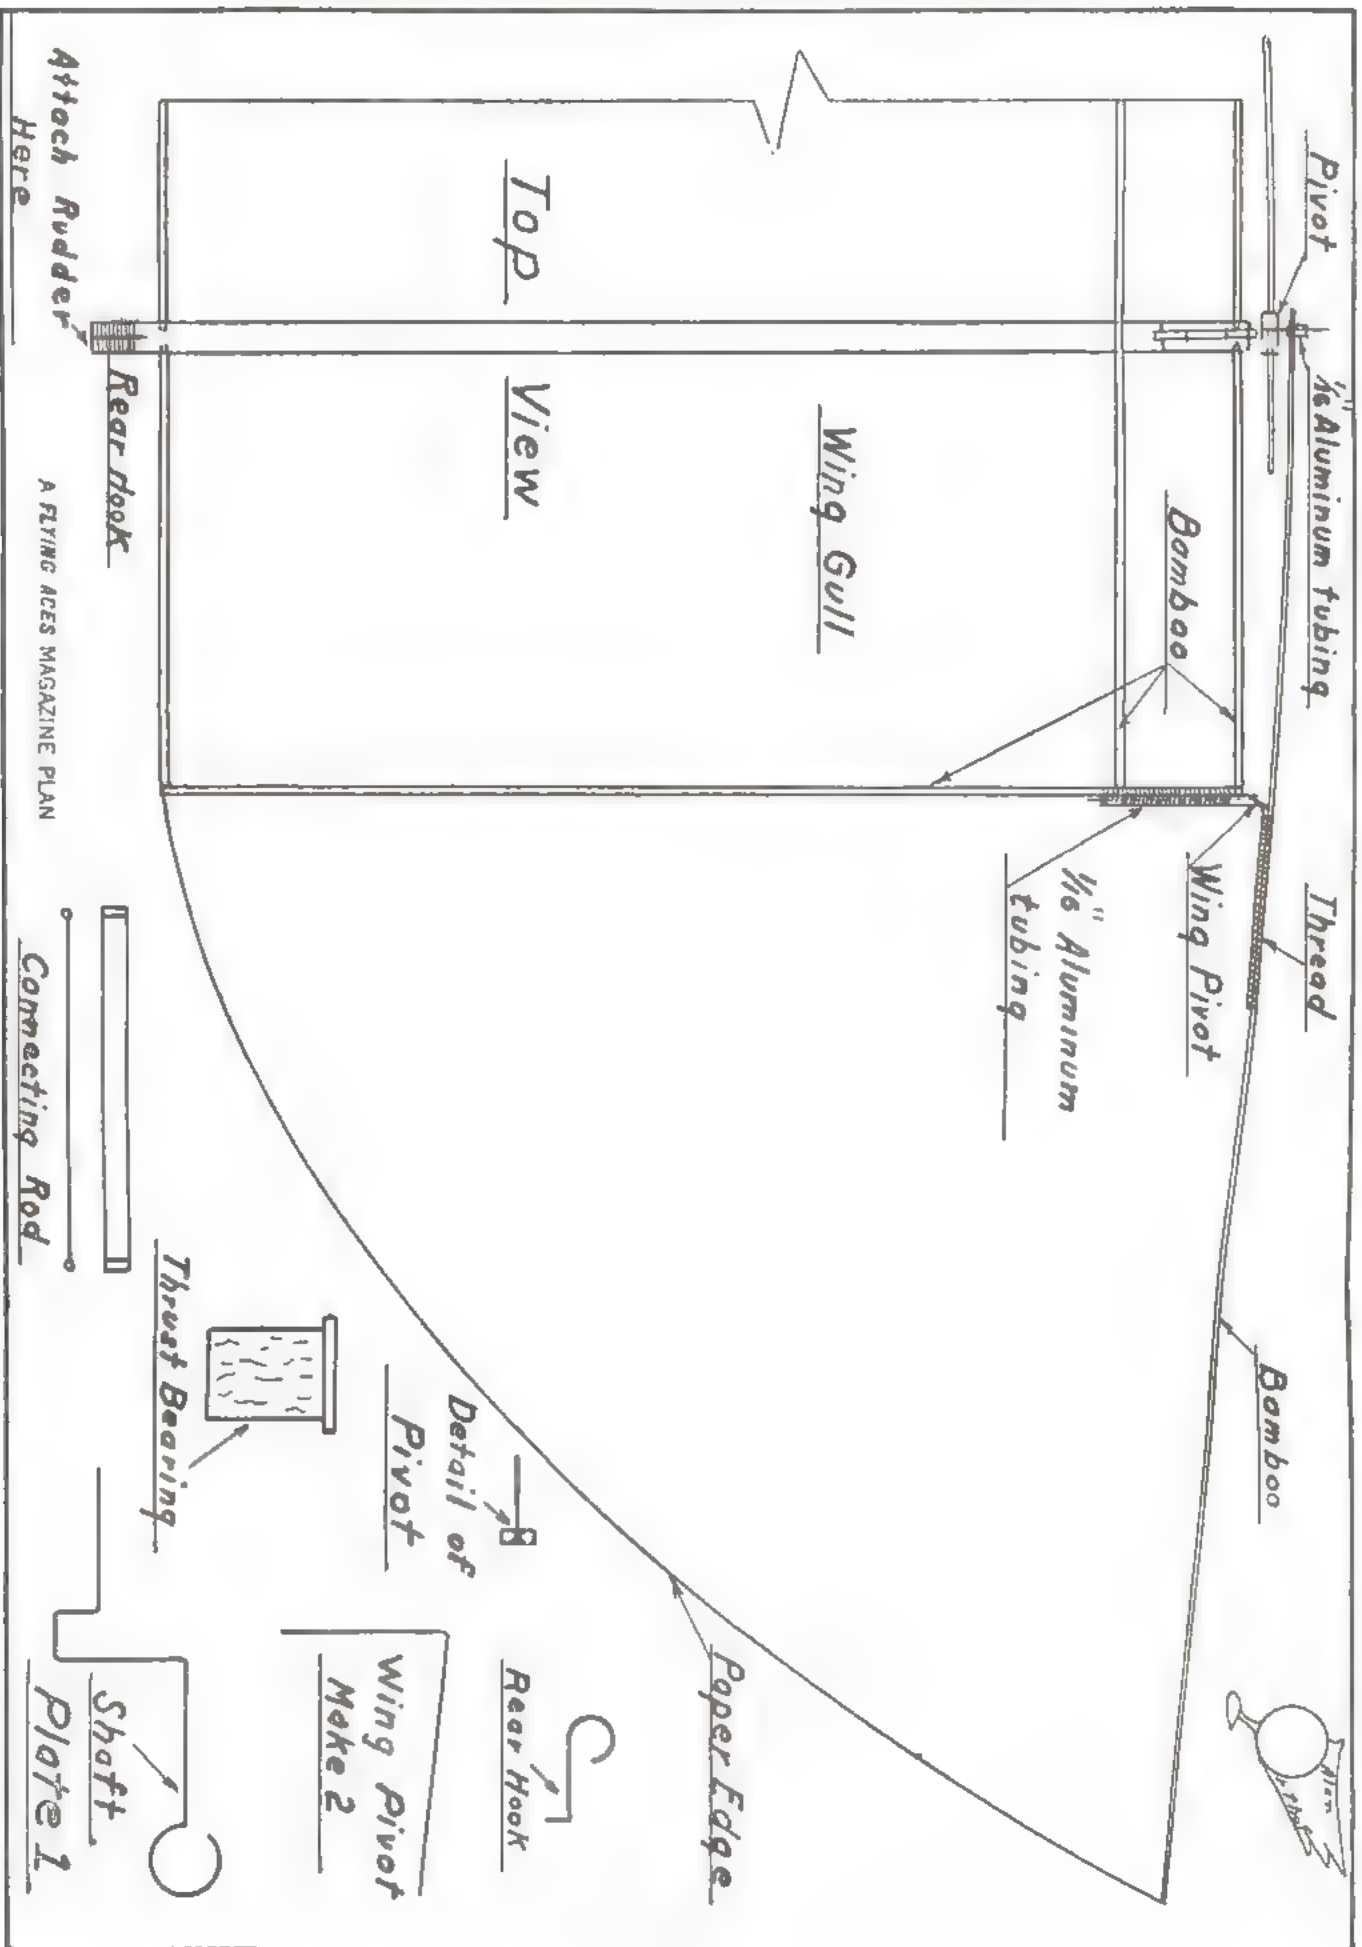 Pivot
1/16" Aluminum tubing
Thread
Bamboo
Bamboo
Wing Pivot
1/16" Aluminum
tubing
Wing Gull
Top View
Paper Edge
Rear Hook
Detail of
Pivot
Wing Pivot
Make 2
Thrust Bearing
Rear Hook
Attach Rudder
Here
A FLYING ACES MAGAZINE PLAN
Connecting Rod
Shaft
Plate 1